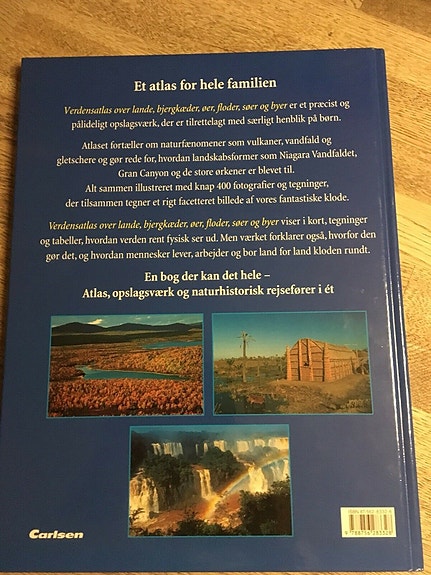 Et atlas for hele familien
Verdensatlas over lande, bjergkæder, øer, floder, søer og byer er et præcist og
pålideligt opslagsværk, der er tilrettelagt med særligt henblik på børn.
Atlaset fortæller om naturfænomener som vulkaner, vandfald og
gletschere og gør rede for, hvordan landskabsformer som Niagara Vandfaldet,
Gran Canyon og de store ørkener er blevet til.
Alt sammen illustreret med knap 400 fotografier og tegninger,
der tilsammen tegner et rigt facetteret billede af vores fantastiske klode.
Verdensatlas over lande, bjergkæder, øer, floder, søer og byer viser i kort, tegninger
og tabeller, hvordan verden rent fysisk ser ud. Men værket forklarer også, hvorfor den
gør det, og hvordan mennesker lever, arbejder og bor land for land kloden rundt.
En bog der kan det hele –
Atlas, opslagsværk og naturhistorisk rejsefører i ét
Carlsen